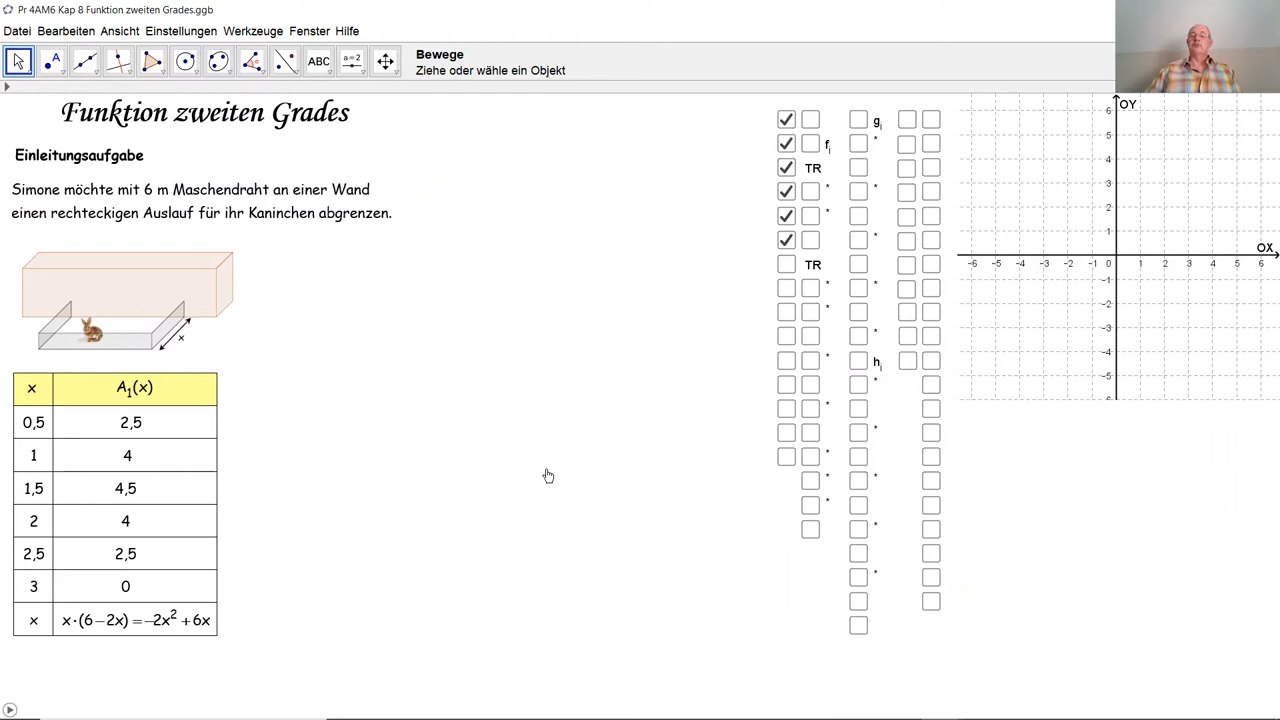 Pr 4AM6 Kap 8 Funktion zweiten Grades.ggb
Datei Bearbeiten Ansicht Einstellungen Werkzeuge Fenster Hilfe
A ABC a=2
Bewege
Ziehe oder wähle ein Objekt
Funktion zweiten Grades
Einleitungsaufgabe
Simone möchte mit 6 m Maschendraht an einer Wand
einen rechteckigen Auslauf für ihr Kaninchen abgrenzen.
x
x A₁(x)
0,5 2,5
1 4
1,5 4,5
2 4
2,5 2,5
3 0
x x·(6−2x) = −2x² + 6x
gᵢ
fᵢ *
TR
* *
*
*
TR
* *
*
*
* hᵢ
*
*
*
*
* *
*
*
*
OY
6
5
4
3
2
1
OX
-6 -5 -4 -3 -2 -1 0 1 2 3 4 5 6
-1
-2
-3
-4
-5